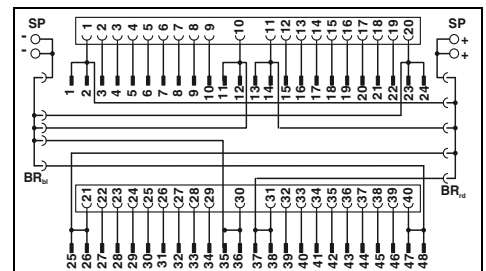 SP 1 2 3 4 5 6 7 8 9 10 11 12 13 14 15 16 17 18 19 20 SP
- +
- +
1 2 3 4 5 6 7 8 9 10 11 12 13 14 15 16 17 18 19 20 21 22 23 24
BRbl BRrd
21 22 23 24 25 26 27 28 29 30 31 32 33 34 35 36 37 38 39 40
25 26 27 28 29 30 31 32 33 34 35 36 37 38 39 40 41 42 43 44 45 46 47 48